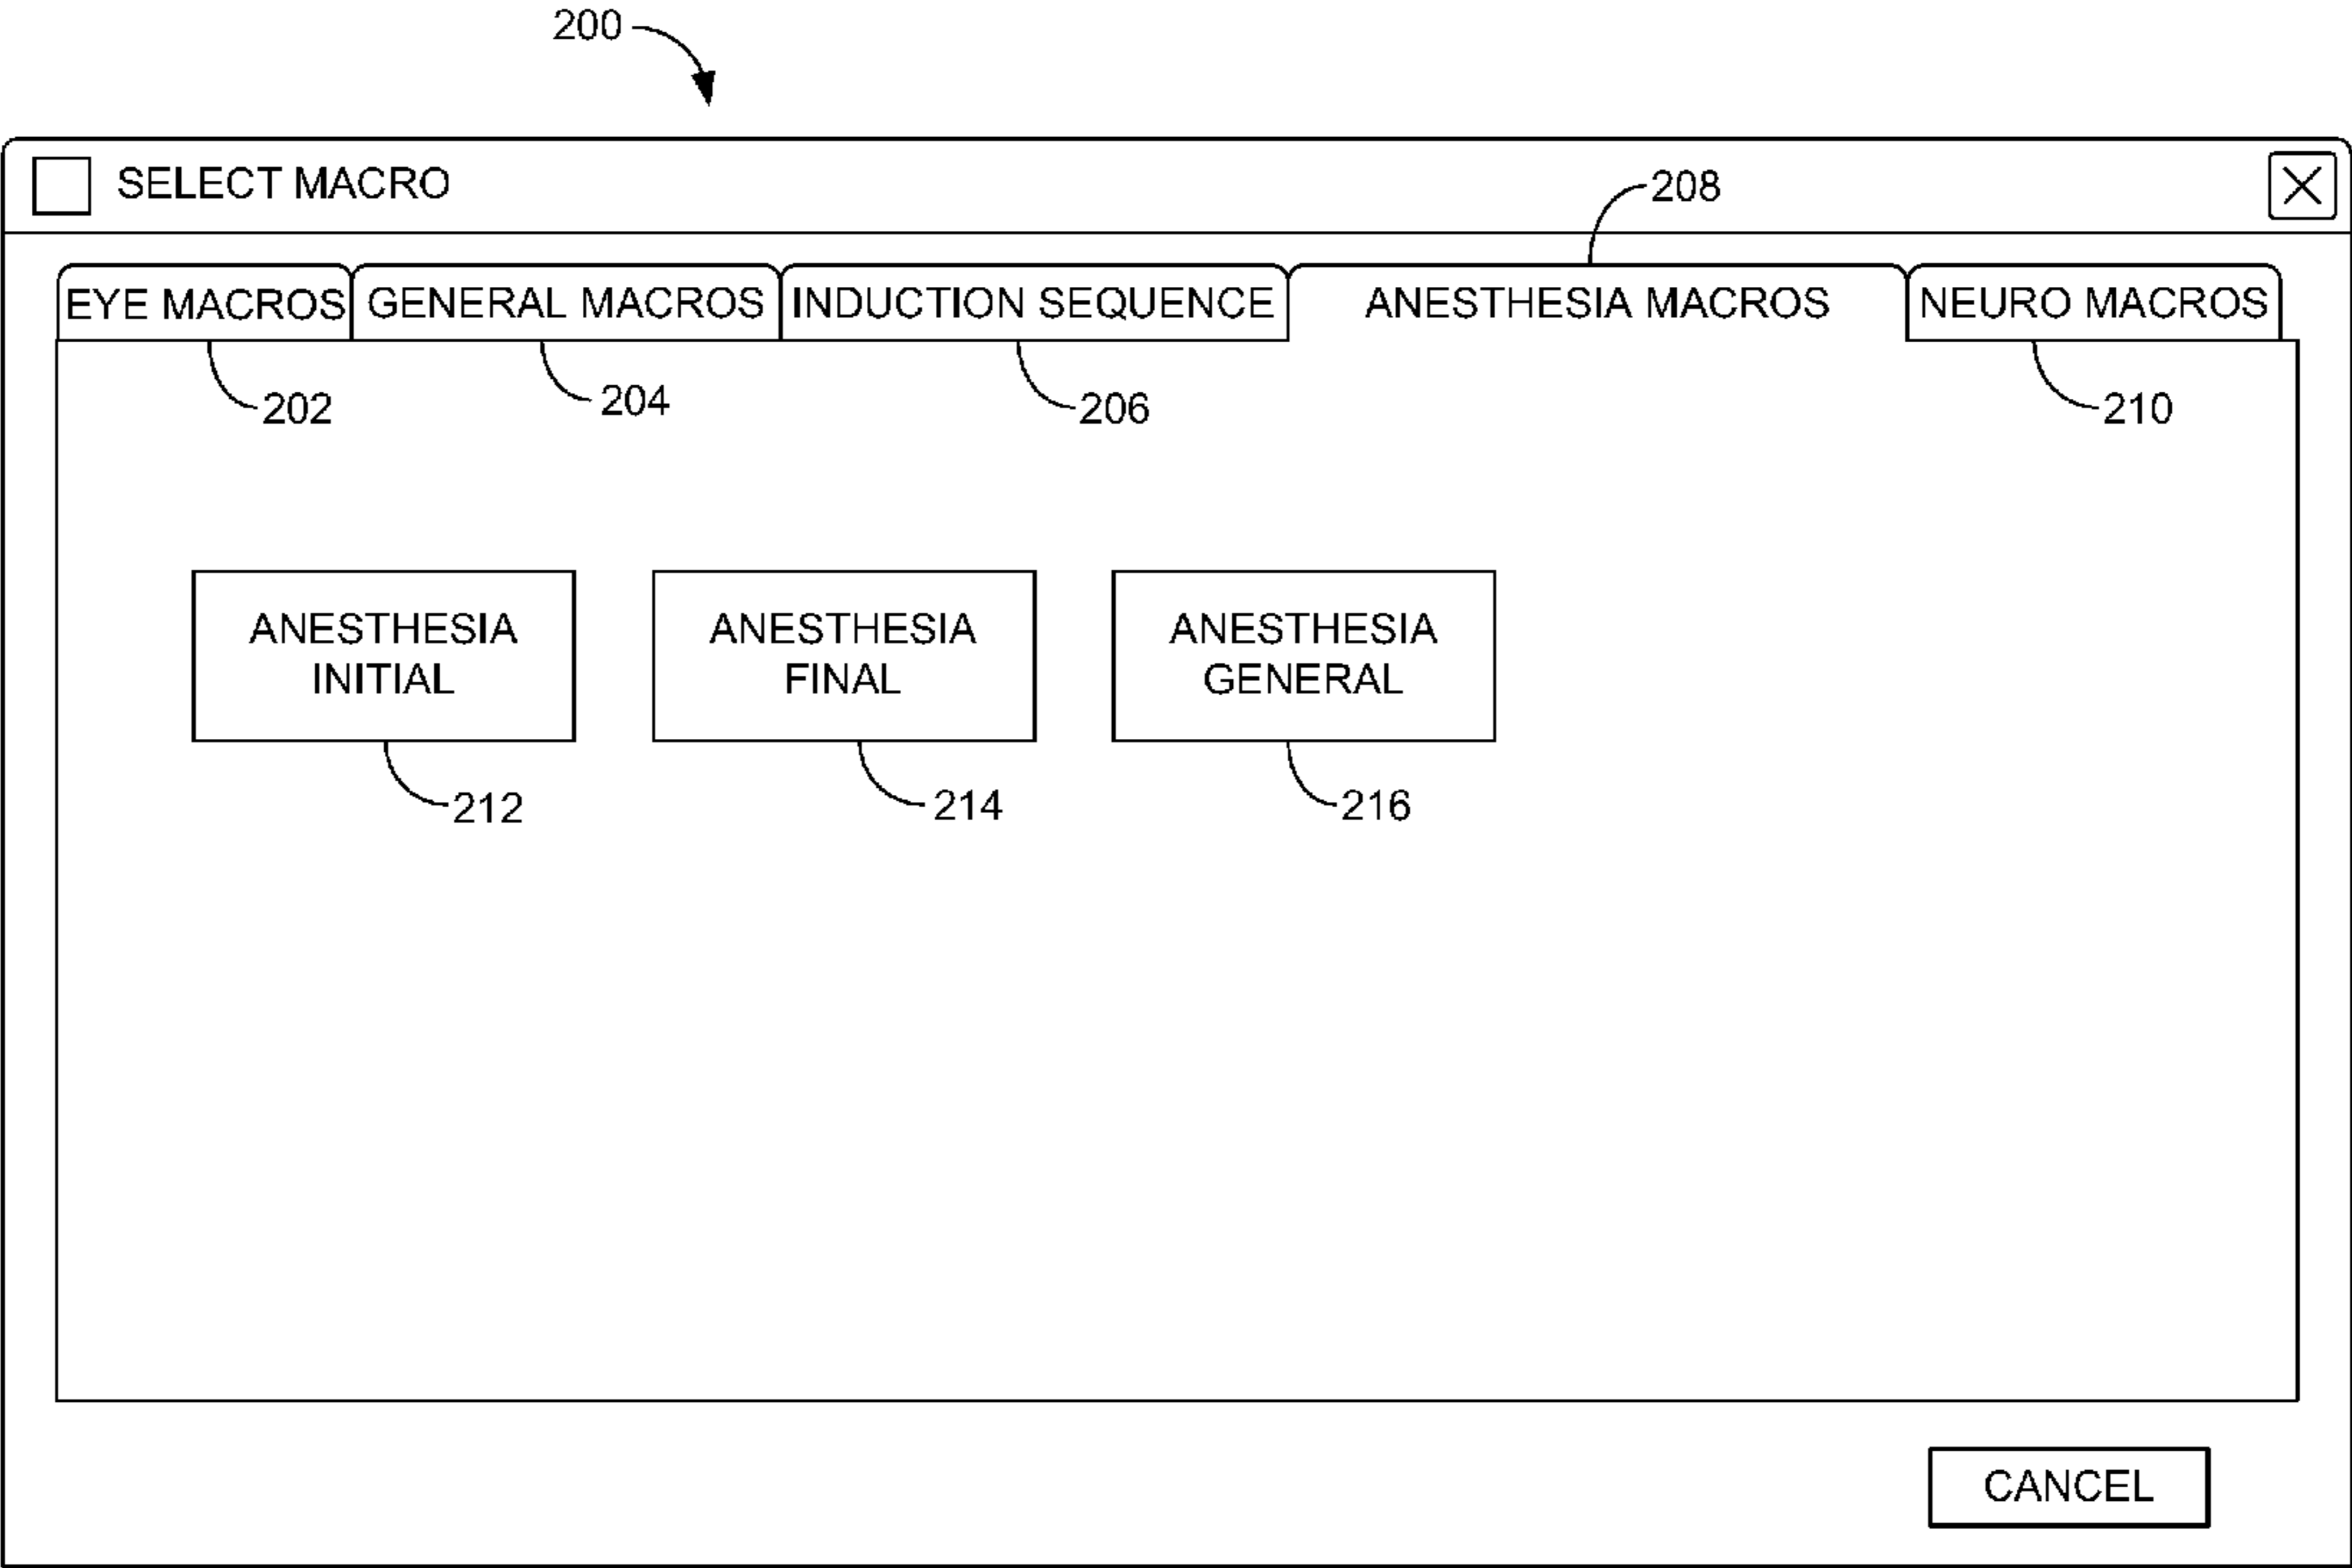 200
SELECT MACRO
208
EYE MACROS GENERAL MACROS INDUCTION SEQUENCE ANESTHESIA MACROS NEURO MACROS
202 204 206 210
ANESTHESIA INITIAL
ANESTHESIA FINAL
ANESTHESIA GENERAL
212 214 216
CANCEL